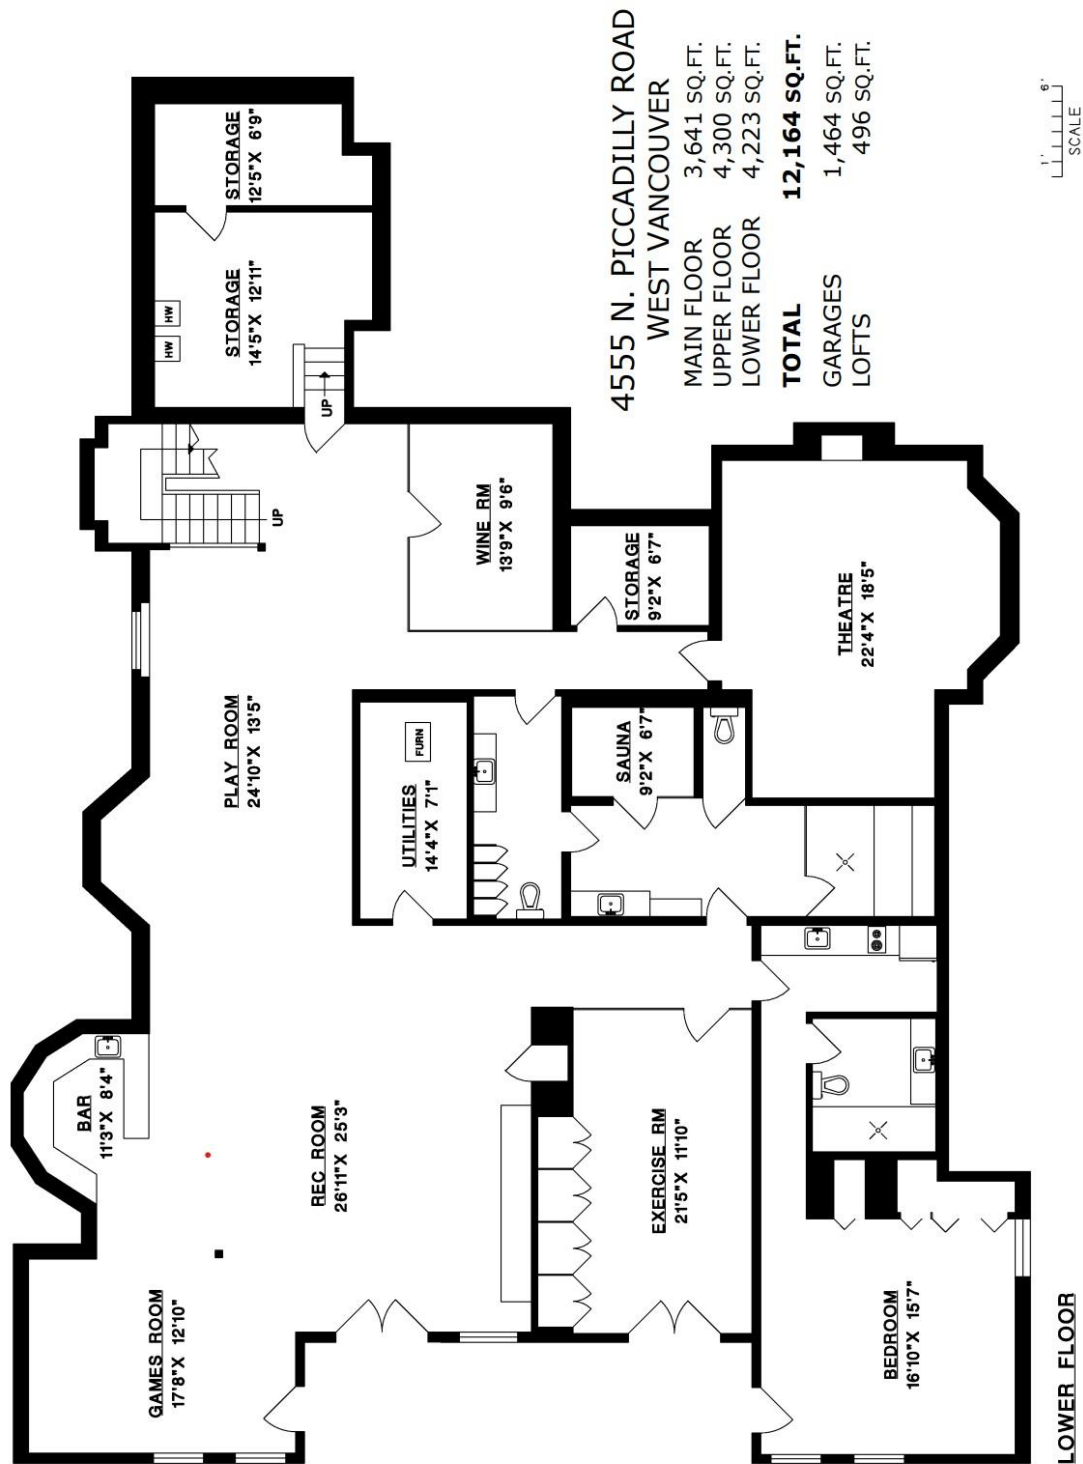 4555 N. PICCADILLY ROAD
WEST VANCOUVER
MAIN FLOOR 3,641 SQ.FT.
UPPER FLOOR 4,300 SQ.FT.
LOWER FLOOR 4,223 SQ.FT.
TOTAL 12,164 SQ.FT.
GARAGES 1,464 SQ.FT.
LOFTS 496 SQ.FT.
STORAGE
12'5"X 6'9"
STORAGE
14'5"X 12'11"
HW
HW
UP
UP
WINE RM
13'9"X 9'6"
STORAGE
9'2"X 6'7"
THEATRE
22'4"X 18'5"
PLAY ROOM
24'10"X 13'5"
UTILITIES
14'4"X 7'1"
FURN
SAUNA
9'2"X 6'7"
BAR
11'3"X 8'4"
REC ROOM
26'11"X 25'3"
EXERCISE RM
21'5"X 11'10"
GAMES ROOM
17'8"X 12'10"
BEDROOM
16'10"X 15'7"
LOWER FLOOR
1' 6'
SCALE